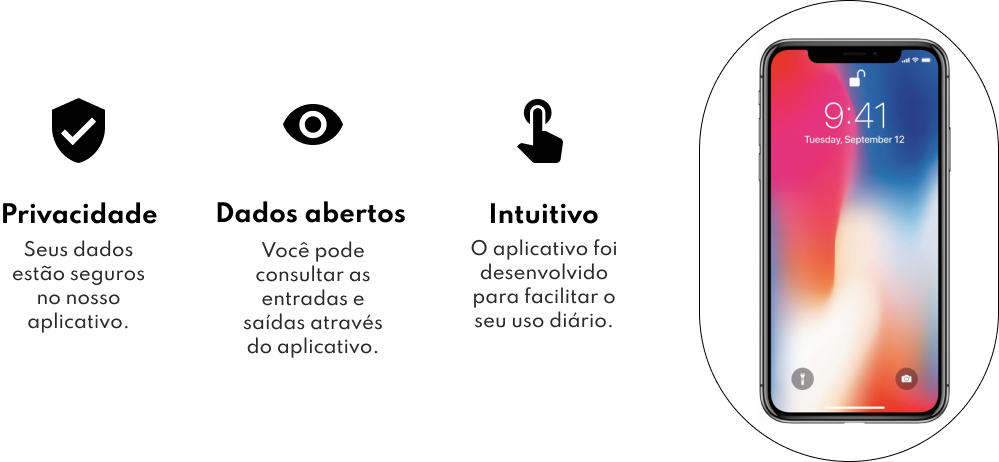 Privacidade
Seus dados
estão seguros
no nosso
aplicativo.
Dados abertos
Você pode
consultar as
entradas e
saídas através
do aplicativo.
Intuitivo
O aplicativo foi
desenvolvido
para facilitar o
seu uso diário.
9:41
Tuesday, September 12